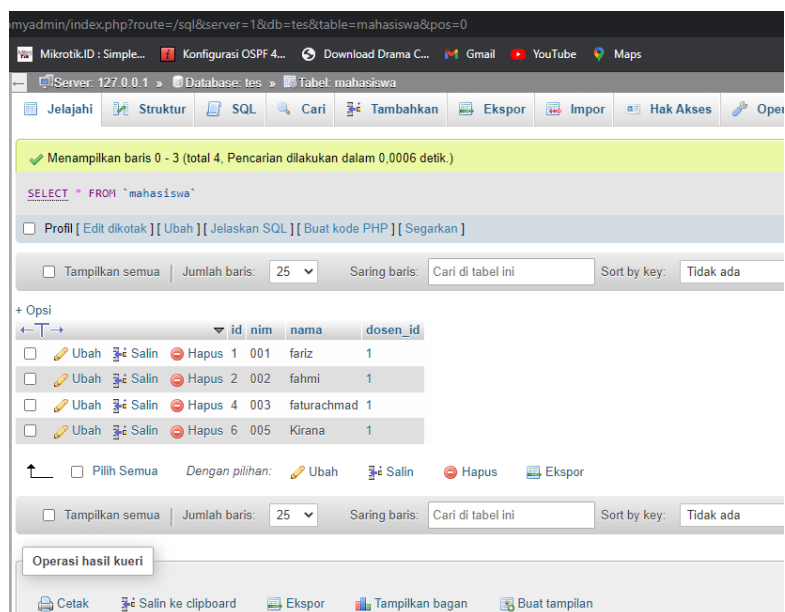 myadmin/index.php?route=/sql&server=1&db=tes&table=mahasiswa&pos=0
Mikrotik.ID : Simple... Konfigurasi OSPF 4... Download Drama C... Gmail YouTube Maps
Server: 127.0.0.1 » Database: tes » Tabel: mahasiswa
Jelajahi Struktur SQL Cari Tambahkan Ekspor Impor Hak Akses Oper
Menampilkan baris 0 - 3 (total 4, Pencarian dilakukan dalam 0,0006 detik.)
SELECT * FROM `mahasiswa`
Profil [ Edit dikotak ] [ Ubah ] [ Jelaskan SQL ] [ Buat kode PHP ] [ Segarkan ]
Tampilkan semua | Jumlah baris: 25 Saring baris: Cari di tabel ini Sort by key: Tidak ada
+ Opsi
←T→ id nim nama dosen_id
Ubah Salin Hapus 1 001 fariz 1
Ubah Salin Hapus 2 002 fahmi 1
Ubah Salin Hapus 4 003 faturachmad 1
Ubah Salin Hapus 6 005 Kirana 1
Pilih Semua Dengan pilihan: Ubah Salin Hapus Ekspor
Tampilkan semua | Jumlah baris: 25 Saring baris: Cari di tabel ini Sort by key: Tidak ada
Operasi hasil kueri
Cetak Salin ke clipboard Ekspor Tampilkan bagan Buat tampilan